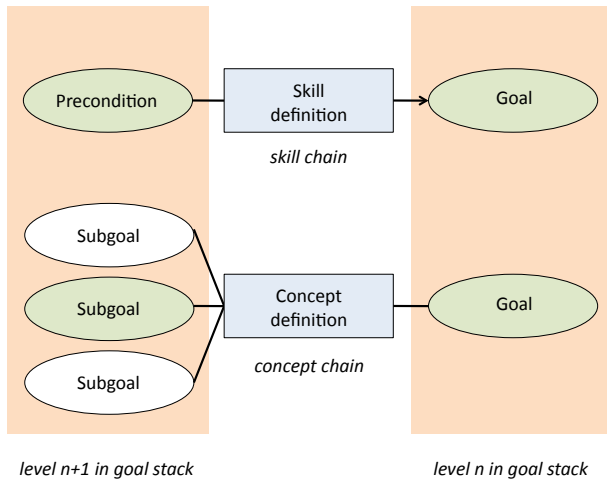 Precondition
Skill
definition
Goal
skill chain
Subgoal
Subgoal
Subgoal
Concept
definition
Goal
concept chain
level n+1 in goal stack
level n in goal stack